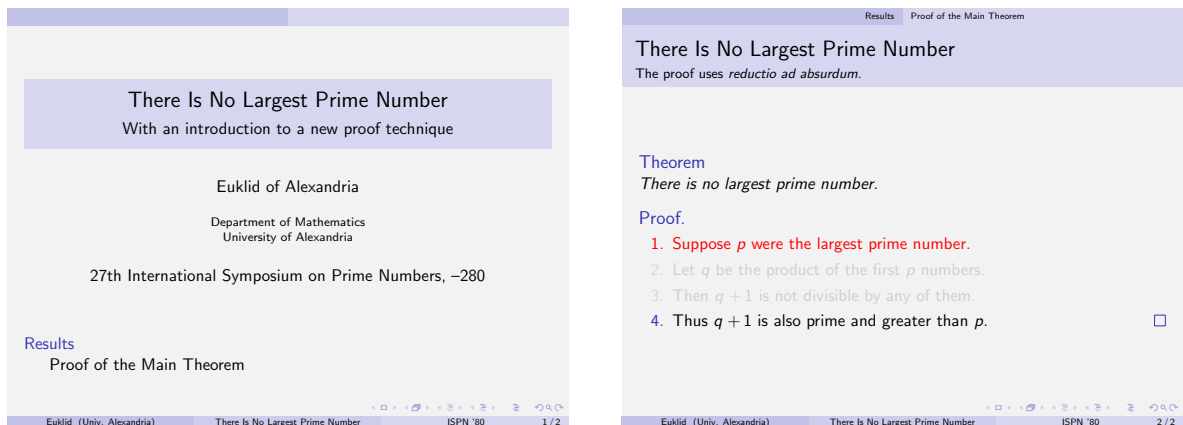 There Is No Largest Prime Number
With an introduction to a new proof technique
Euklid of Alexandria
Department of Mathematics
University of Alexandria
27th International Symposium on Prime Numbers, –280
Results
Proof of the Main Theorem
Euklid (Univ. Alexandria) There Is No Largest Prime Number ISPN '80 1 / 2
Results Proof of the Main Theorem
There Is No Largest Prime Number
The proof uses reductio ad absurdum.
Theorem
There is no largest prime number.
Proof.
1. Suppose p were the largest prime number.
2. Let q be the product of the first p numbers.
3. Then q + 1 is not divisible by any of them.
4. Thus q + 1 is also prime and greater than p.
Euklid (Univ. Alexandria) There Is No Largest Prime Number ISPN '80 2 / 2